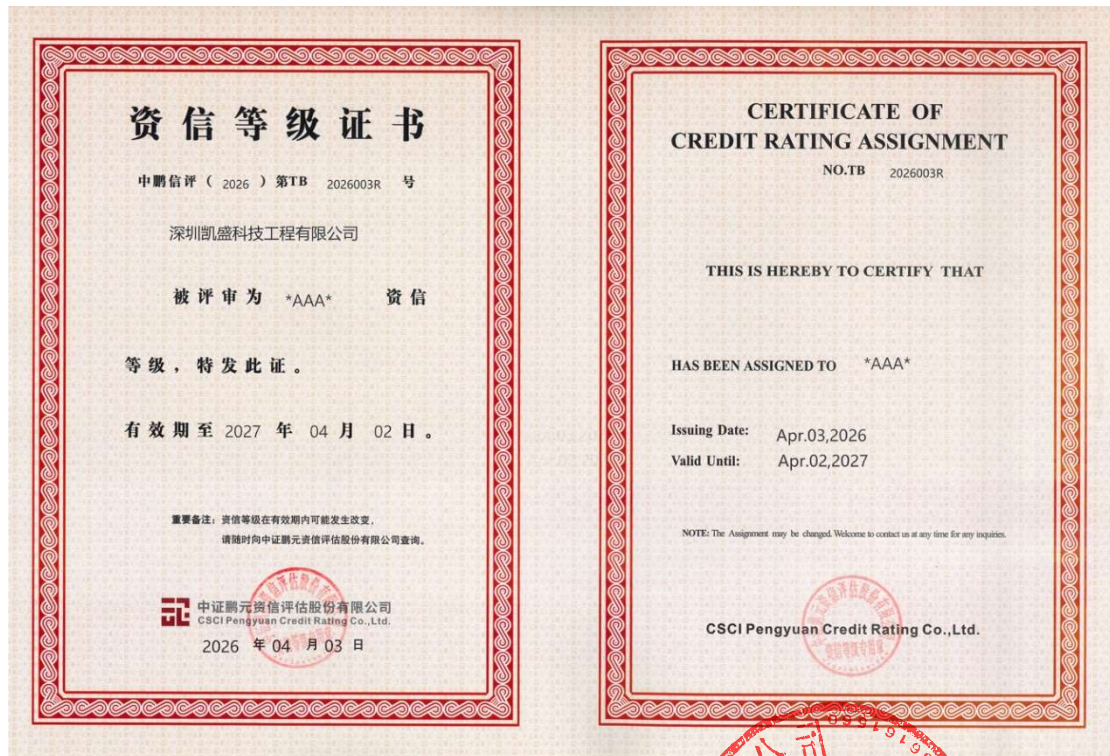 资信等级证书
中鹏信评（ 2026 ）第TB 2026003R 号
深圳凯盛科技工程有限公司
被评审为 *AAA* 资信
等级，特发此证。
有效期至 2027 年 04 月 02 日。
重要备注：资信等级在有效期内可能发生改变，
请随时向中证鹏元资信评估股份有限公司查询。
中证鹏元资信评估股份有限公司
CSCI Pengyuan Credit Rating Co.,Ltd.
2026 年 04 月 03 日
CERTIFICATE OF
CREDIT RATING ASSIGNMENT
NO.TB 2026003R
THIS IS HEREBY TO CERTIFY THAT
HAS BEEN ASSIGNED TO *AAA*
Issuing Date: Apr.03,2026
Valid Until: Apr.02,2027
NOTE: The Assignment may be changed. Welcome to contact us at any time for any inquiries.
CSCI Pengyuan Credit Rating Co.,Ltd.